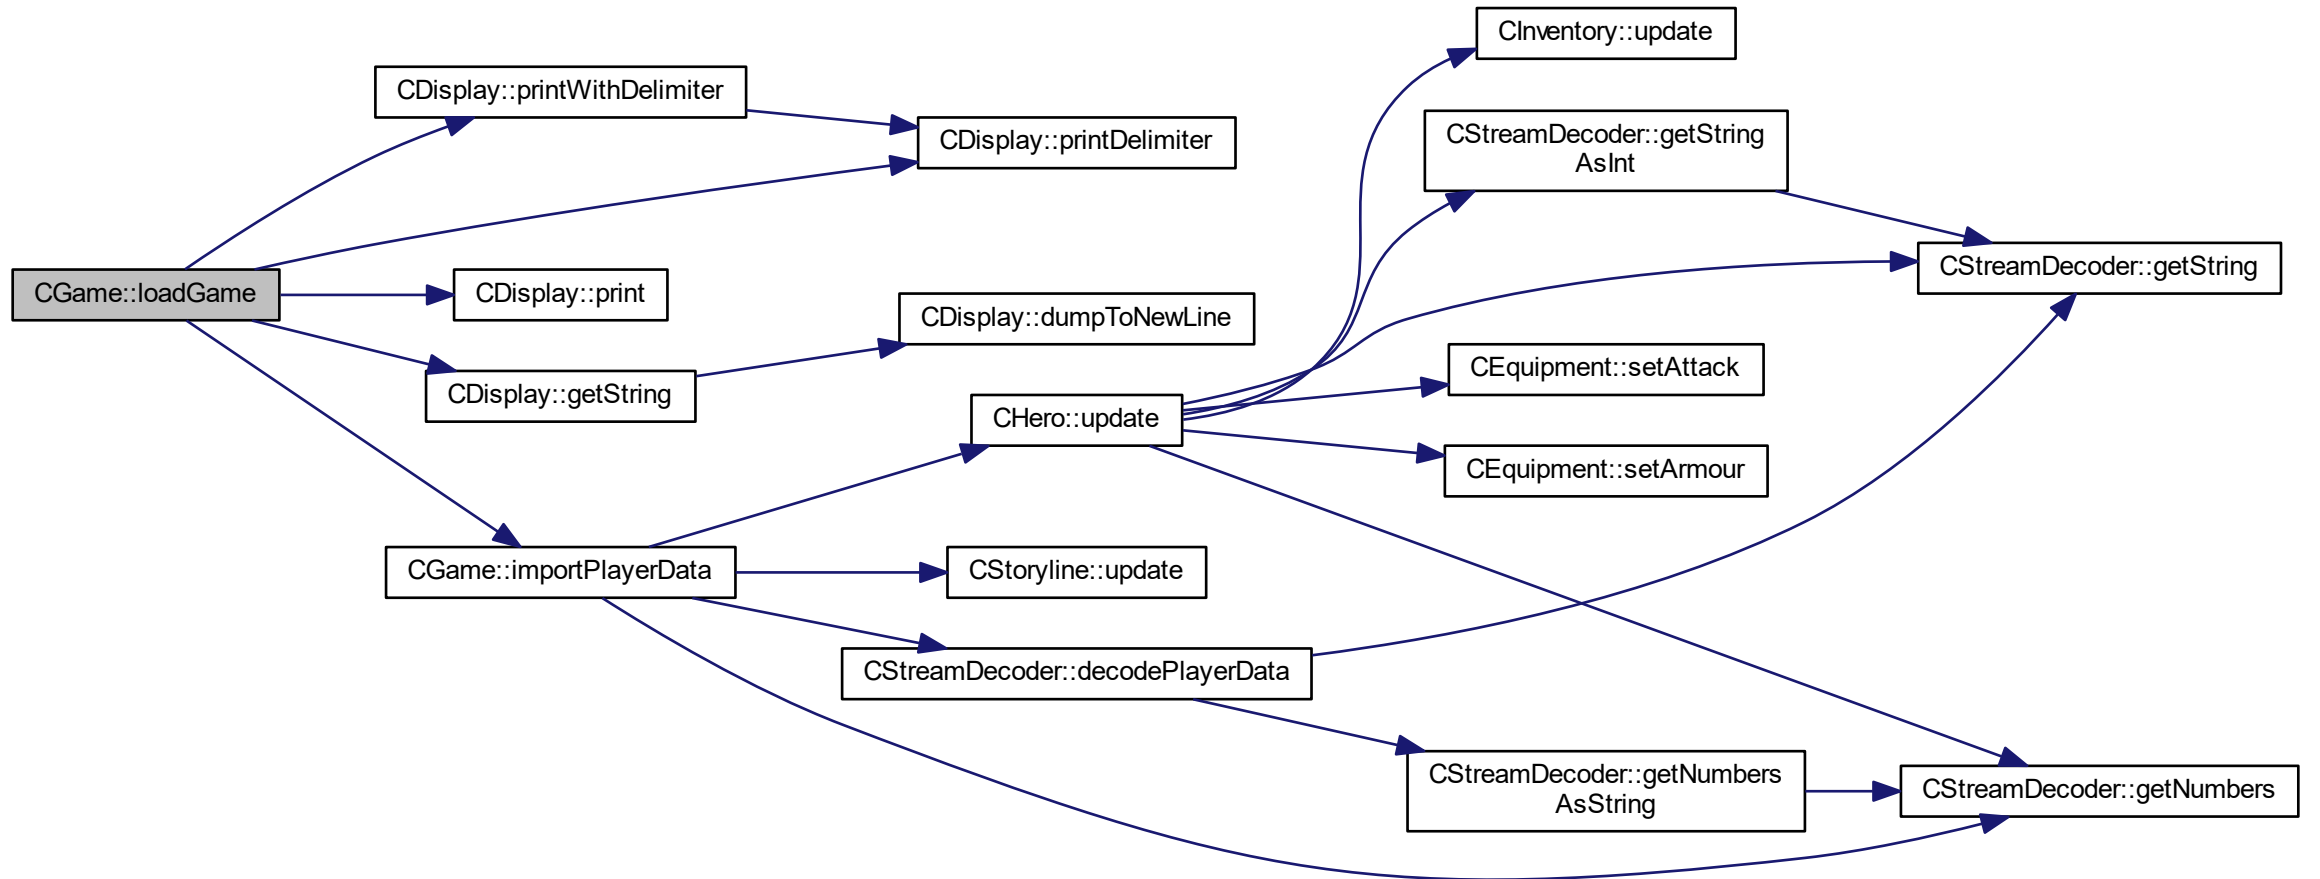 CGame::loadGame
CDisplay::printWithDelimiter
CDisplay::printDelimiter
CDisplay::print
CDisplay::getString
CDisplay::dumpToNewLine
CGame::importPlayerData
CHero::update
CStoryline::update
CStreamDecoder::decodePlayerData
CInventory::update
CStreamDecoder::getString
AsInt
CStreamDecoder::getString
CEquipment::setAttack
CEquipment::setArmour
CStreamDecoder::getNumbers
AsString
CStreamDecoder::getNumbers